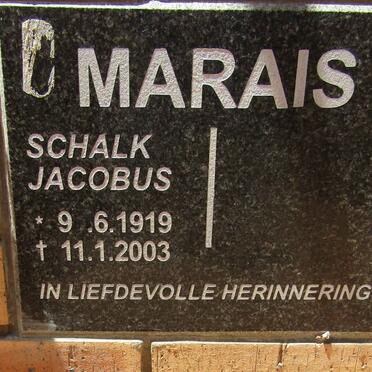 MARAIS
SCHALK
JACOBUS
* 9 .6.1919
† 11.1.2003
IN LIEFDEVOLLE HERINNERING